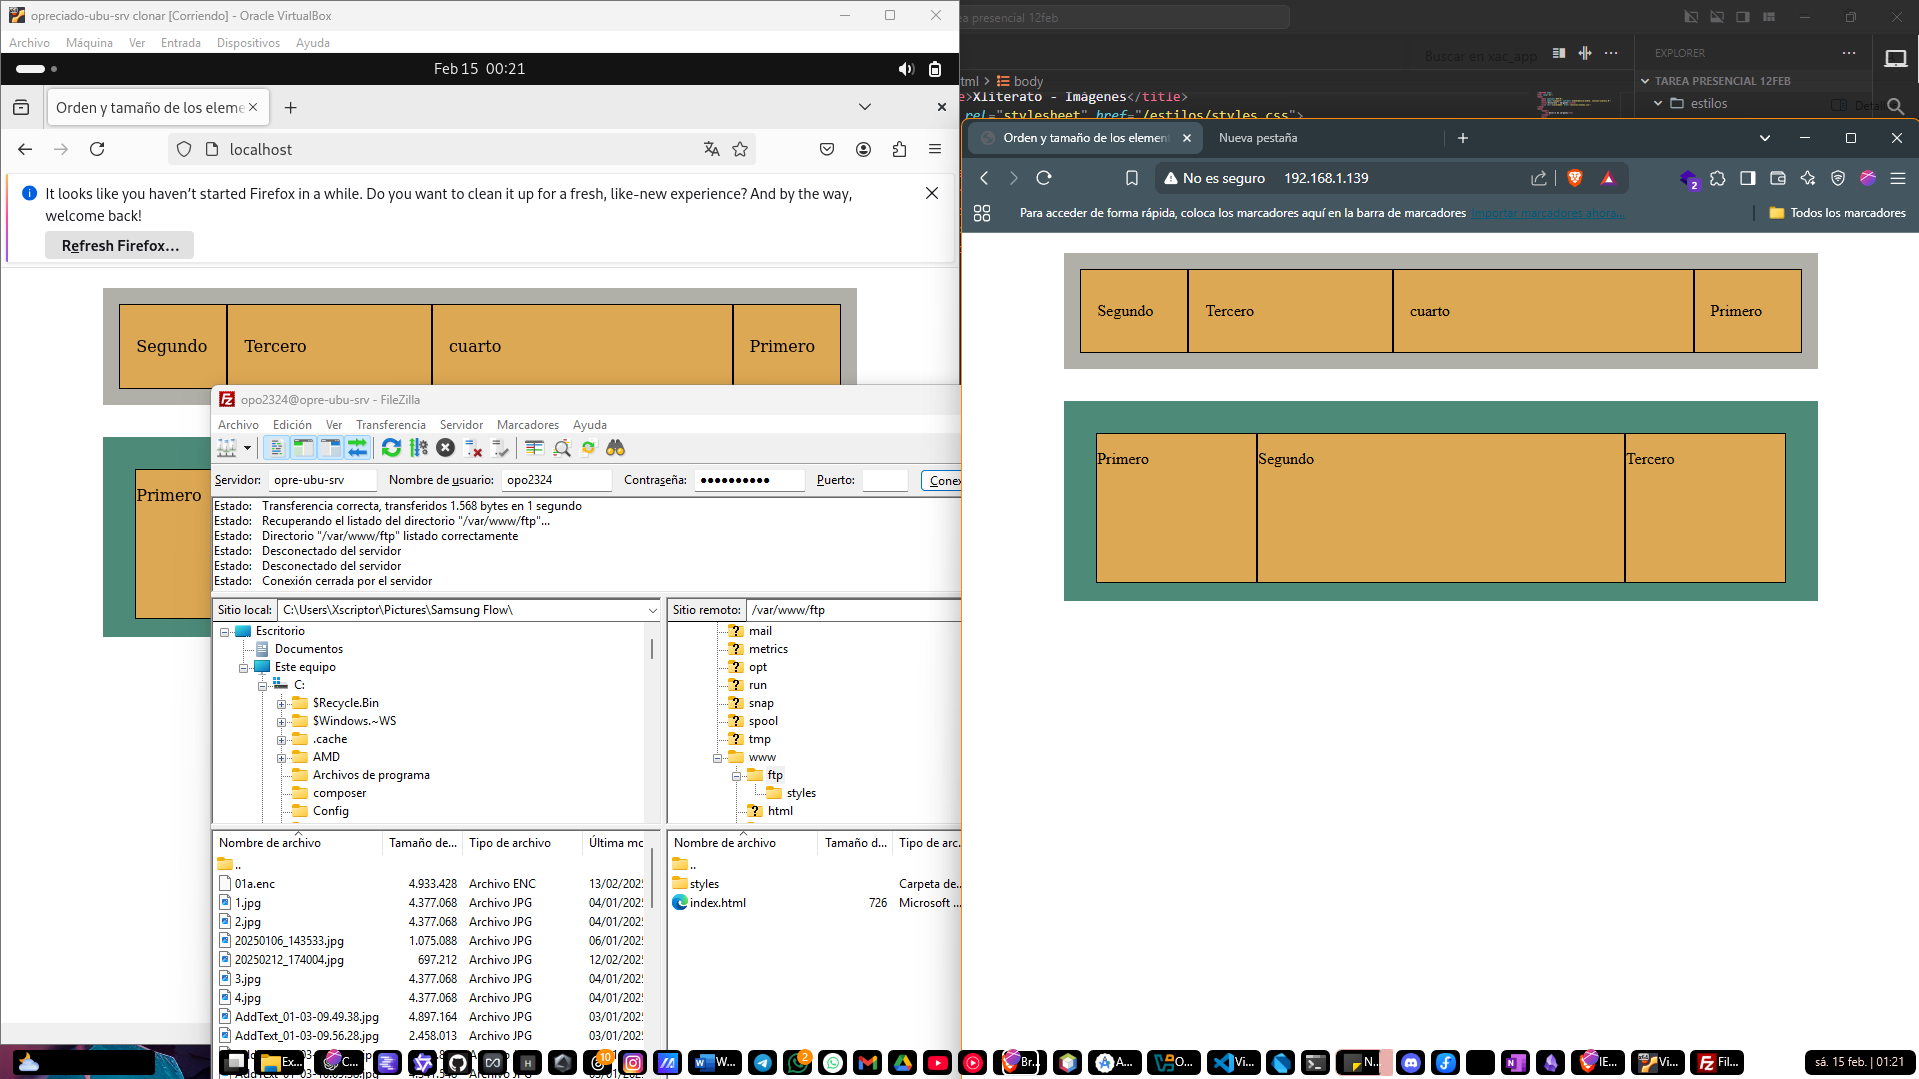 opreciado-ubu-srv clonar [Corriendo] - Oracle VirtualBox
Archivo Máquina Ver Entrada Dispositivos Ayuda
Feb 15 00:21
Orden y tamaño de los eleme
localhost
It looks like you haven't started Firefox in a while. Do you want to clean it up for a fresh, like-new experience? And by the way,
welcome back!
Refresh Firefox...
Segundo Tercero cuarto Primero
Primero
opo2324@opre-ubu-srv - FileZilla
Archivo Edición Ver Transferencia Servidor Marcadores Ayuda
Servidor: opre-ubu-srv Nombre de usuario: opo2324 Contraseña: ●●●●●●●●●● Puerto: Conex
Estado: Transferencia correcta, transferidos 1.568 bytes en 1 segundo
Estado: Recuperando el listado del directorio "/var/www/ftp"...
Estado: Directorio "/var/www/ftp" listado correctamente
Estado: Desconectado del servidor
Estado: Desconectado del servidor
Estado: Conexión cerrada por el servidor
Sitio local: C:\Users\Xscriptor\Pictures\Samsung Flow\
Escritorio
Documentos
Este equipo
C:
$Recycle.Bin
$Windows.~WS
.cache
AMD
Archivos de programa
composer
Config
Sitio remoto: /var/www/ftp
mail
metrics
opt
run
snap
spool
tmp
www
ftp
styles
html
Nombre de archivo Tamaño de... Tipo de archivo Última mo
..
01a.enc 4.933.428 Archivo ENC 13/02/202
1.jpg 4.377.068 Archivo JPG 04/01/202
2.jpg 4.377.068 Archivo JPG 04/01/202
20250106_143533.jpg 1.075.088 Archivo JPG 06/01/202
20250212_174004.jpg 697.212 Archivo JPG 12/02/202
3.jpg 4.377.068 Archivo JPG 04/01/202
4.jpg 4.377.068 Archivo JPG 04/01/202
AddText_01-03-09.49.38.jpg 4.897.164 Archivo JPG 03/01/202
AddText_01-03-09.56.28.jpg 2.458.013 Archivo JPG 03/01/202
Nombre de archivo Tamaño d... Tipo de arc.
..
styles Carpeta de..
index.html 726 Microsoft ...
ea presencial 12feb
Buscar en xac_app
EXPLORER
tml > body
TAREA PRESENCIAL 12FEB
e>Xliterato - Imágenes</title>
estilos
rel="stylesheet" href="/estilos/styles.css">
Detal
Orden y tamaño de los element
Nueva pestaña
No es seguro 192.168.1.139
2
Para acceder de forma rápida, coloca los marcadores aquí en la barra de marcadores Importar marcadores ahora...
Todos los marcadores
Segundo Tercero cuarto Primero
Primero Segundo Tercero
Ex... C... 10 W... 2 Br... A... O... Vi... N... IE... Vi... Fil...
sá. 15 feb. | 01:21